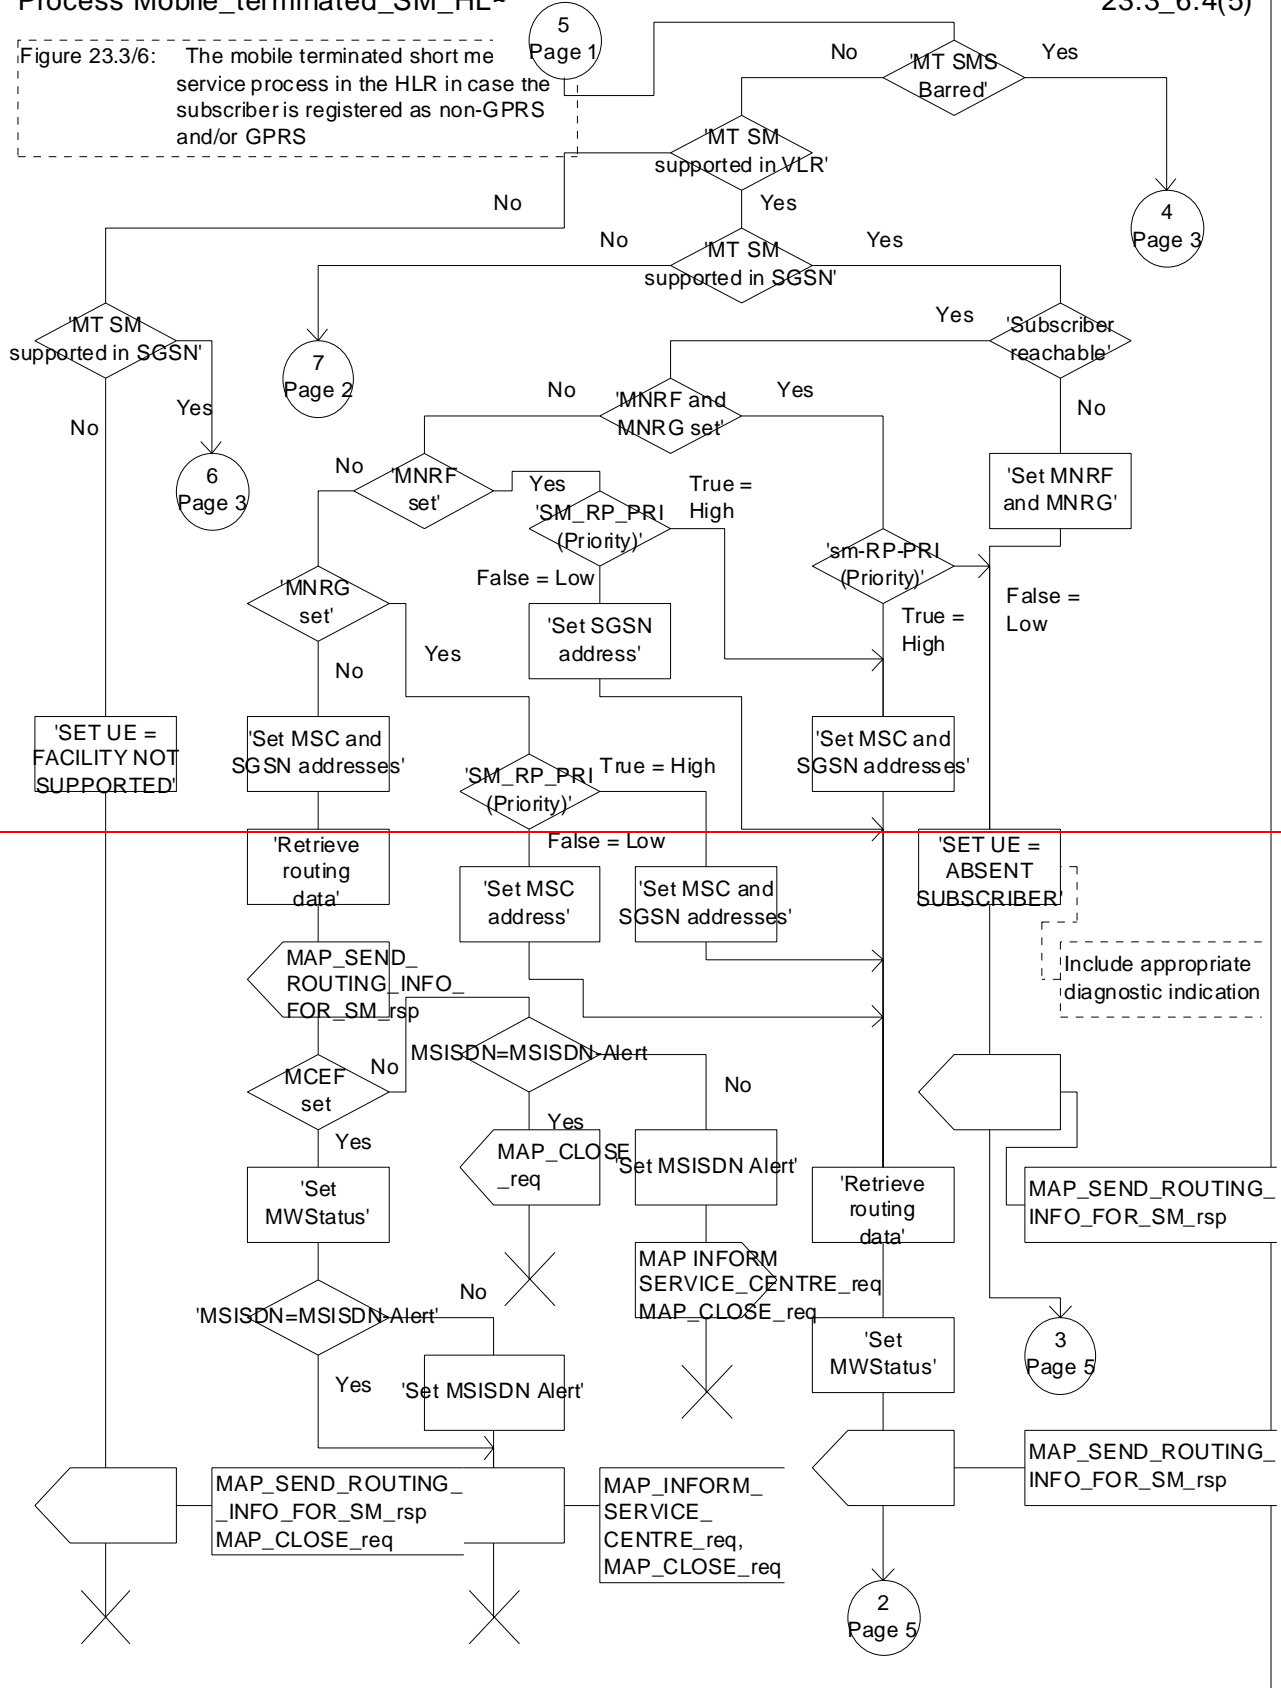 Process Mobile_terminated_SM_HL~
23.3_6.4(5)
Figure 23.3/6: The mobile terminated short me
service process in the HLR in case the
subscriber is registered as non-GPRS
and/or GPRS
5
Page 1
No
'MT SMS
Barred'
Yes
'MT SM
supported in VLR'
No
Yes
4
Page 3
No
'MT SM
supported in SGSN'
Yes
'MT SM
supported in SGSN'
Yes
'Subscriber
reachable'
7
Page 2
No
Yes
6
Page 3
No
'MNRF and
MNRG set'
Yes
No
'Set MNRF
and MNRG'
No
'MNRF
set'
Yes
'SM_RP_PRI
(Priority)'
True =
High
'sm-RP-PRI
(Priority)'
False = Low
'MNRG
set'
'Set SGSN
address'
True =
High
False =
Low
Yes
No
'SET UE =
FACILITY NOT
SUPPORTED'
'Set MSC and
SGSN addresses'
'SM_RP_PRI
(Priority)'
True = High
'Set MSC and
SGSN addresses'
False = Low
'Retrieve
routing
data'
'Set MSC
address'
'Set MSC and
SGSN addresses'
'SET UE =
ABSENT
SUBSCRIBER'
Include appropriate
diagnostic indication
MAP_SEND_
ROUTING_INFO_
FOR_SM_rsp
MCEF
set
No
MSISDN=MSISDN-Alert
No
Yes
Yes
MAP_CLOSE
_req
'Set MSISDN Alert'
'Set
MWStatus'
'Retrieve
routing
data'
MAP_SEND_ROUTING_
INFO_FOR_SM_rsp
MAP INFORM
SERVICE_CENTRE_req
MAP_CLOSE_req
'MSISDN=MSISDN-Alert'
No
Yes
'Set MSISDN Alert'
'Set
MWStatus'
3
Page 5
MAP_SEND_ROUTING_
_INFO_FOR_SM_rsp
MAP_CLOSE_req
MAP_INFORM_
SERVICE_
CENTRE_req,
MAP_CLOSE_req
MAP_SEND_ROUTING_
INFO_FOR_SM_rsp
2
Page 5